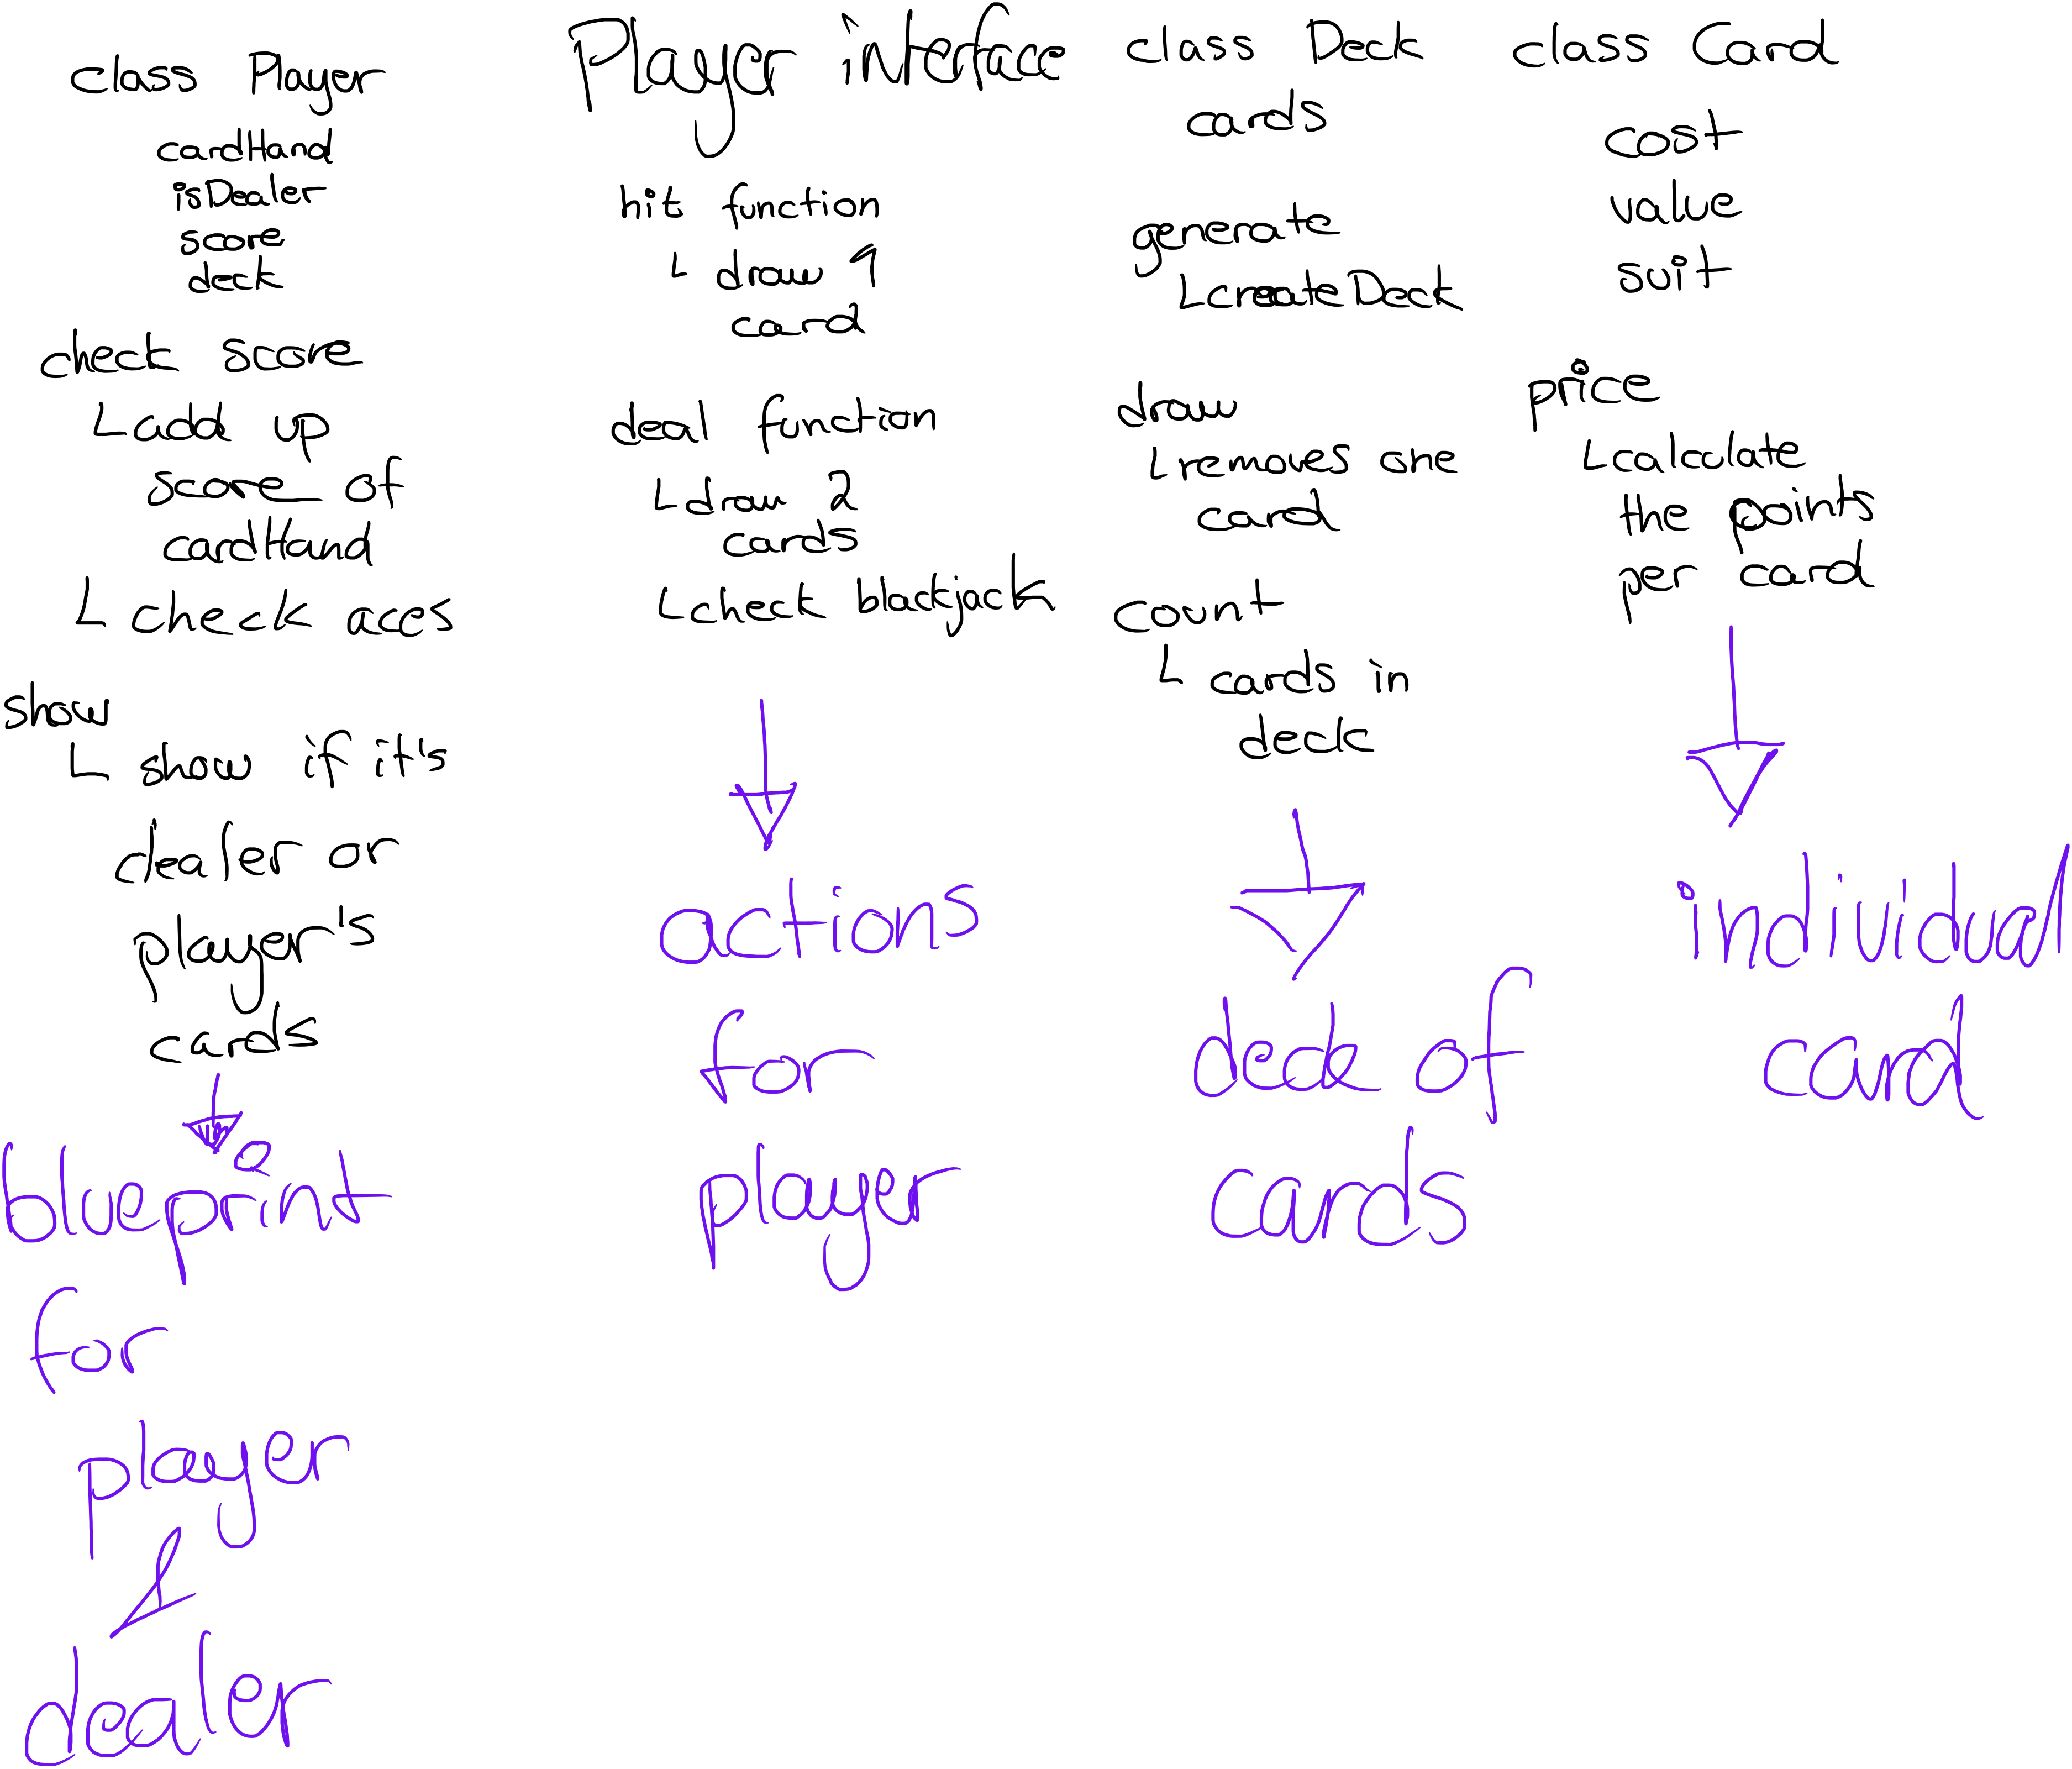 class Player
cardHand
isDealer
score
deck
check score
add up
score of
cardHand
check aces
show
show if it's
dealer or
player's
cards
blueprint
for
player
&
dealer
Player interface
hit function
draw 1
card
deal function
draw 2
cards
check blackjack
actions
for
player
class Deck
cards
generate
createDeck
draw
removes one
card
count
cards in
deck
deck of
cards
class Card
cost
value
suit
price
calculate
the points
per card
individual
card